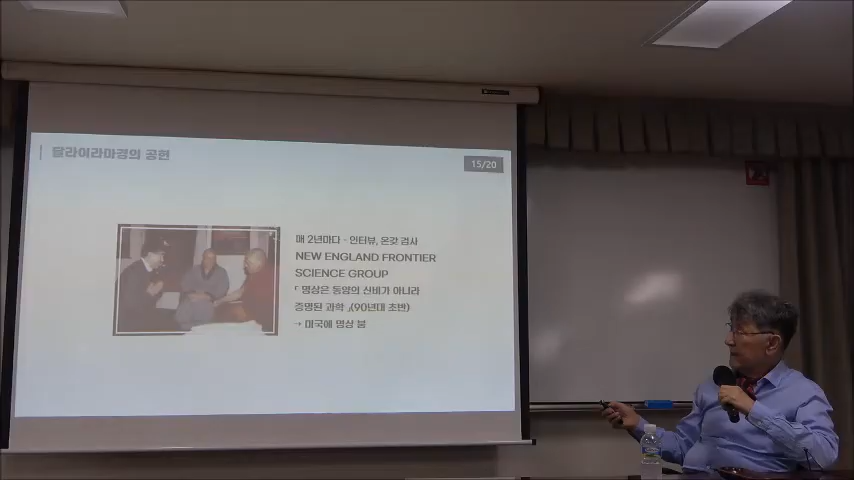 달라이라마경의 공헌
15/20
매 2년마다 - 인터뷰, 온갖 검사
NEW ENGLAND FRONTIER
SCIENCE GROUP
「 명상은 동양의 신비가 아니라
증명된 과학 」(90년대 초반)
→ 미국에 명상 붐